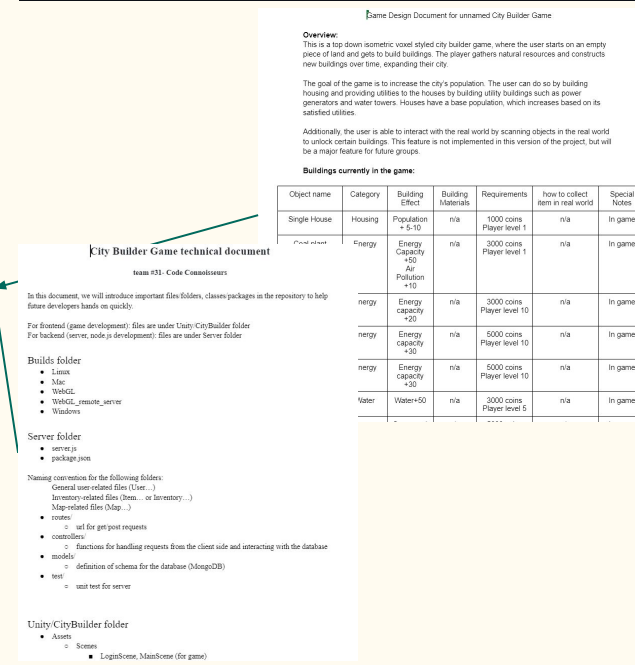 Game Design Document for unnamed City Builder Game
Overview:
This is a top down isometric voxel styled city builder game, where the user starts on an empty
piece of land and gets to build buildings. The player gathers natural resources and constructs
new buildings over time, expanding their city.
The goal of the game is to increase the city's population. The user can do so by building
housing and providing utilities to the houses by building utility buildings such as power
generators and water towers. Houses have a base population, which increases based on its
satisfied utilities.
Additionally, the user is able to interact with the real world by scanning objects in the real world
to unlock certain buildings. This feature is not implemented in this version of the project, but will
be a major feature for future groups.
Buildings currently in the game:
Object name Category Building Effect Building Materials Requirements how to collect item in real world Special Notes
Single House Housing Population + 5-10 n/a 1000 coins Player level 1 n/a In game
Coal plant Energy Energy Capacity +50 Air Pollution +10 n/a 3000 coins Player level 1 n/a In game
nergy Energy capacity +20 n/a 3000 coins Player level 10 n/a In game
nergy Energy capacity +30 n/a 5000 coins Player level 10 n/a In game
nergy Energy capacity +30 n/a 5000 coins Player level 10 n/a In game
Water Water+50 n/a 3000 coins Player level 5 n/a In game
City Builder Game technical document
team #31- Code Connoisseurs
In this document, we will introduce important files/folders, classes/packages in the repository to help
future developers hands on quickly.
For frontend (game development): files are under Unity/CityBuilder folder
For backend (server, node.js development): files are under Server folder
Builds folder
● Linux
● Mac
● WebGL
● WebGL_remote_server
● Windows
Server folder
● server.js
● package.json
Naming convention for the following folders:
General user-related files (User…)
Inventory-related files (Item… or Inventory…)
Map-related files (Map…)
● routes/
○ url for get/post requests
● controllers/
○ functions for handling requests from the client side and interacting with the database
● models/
○ definition of schema for the database (MongoDB)
● test/
○ unit test for server
Unity/CityBuilder folder
● Assets
○ Scenes
■ LoginScene, MainScene (for game)